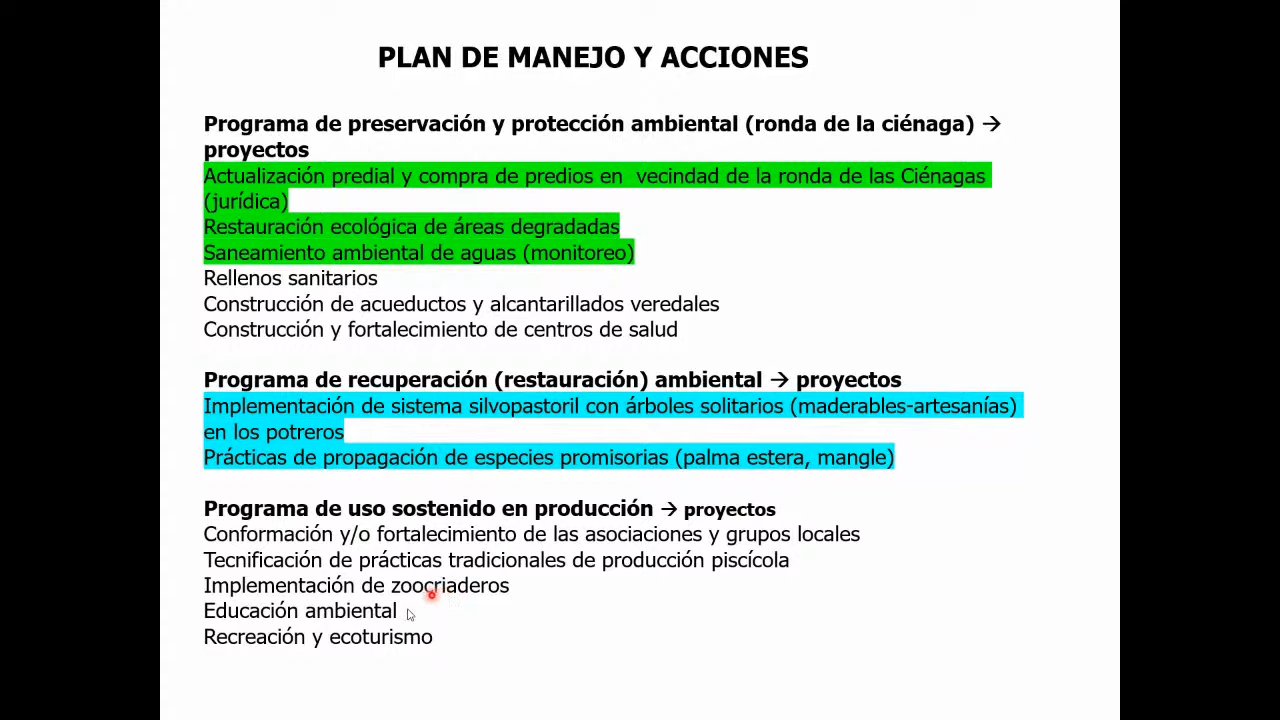 PLAN DE MANEJO Y ACCIONES
Programa de preservación y protección ambiental (ronda de la ciénaga) →
proyectos
Actualización predial y compra de predios en  vecindad de la ronda de las Ciénagas
(jurídica)
Restauración ecológica de áreas degradadas
Saneamiento ambiental de aguas (monitoreo)
Rellenos sanitarios
Construcción de acueductos y alcantarillados veredales
Construcción y fortalecimiento de centros de salud
Programa de recuperación (restauración) ambiental → proyectos
Implementación de sistema silvopastoril con árboles solitarios (maderables-artesanías)
en los potreros
Prácticas de propagación de especies promisorias (palma estera, mangle)
Programa de uso sostenido en producción → proyectos
Conformación y/o fortalecimiento de las asociaciones y grupos locales
Tecnificación de prácticas tradicionales de producción piscícola
Implementación de zoocriaderos
Educación ambiental
Recreación y ecoturismo